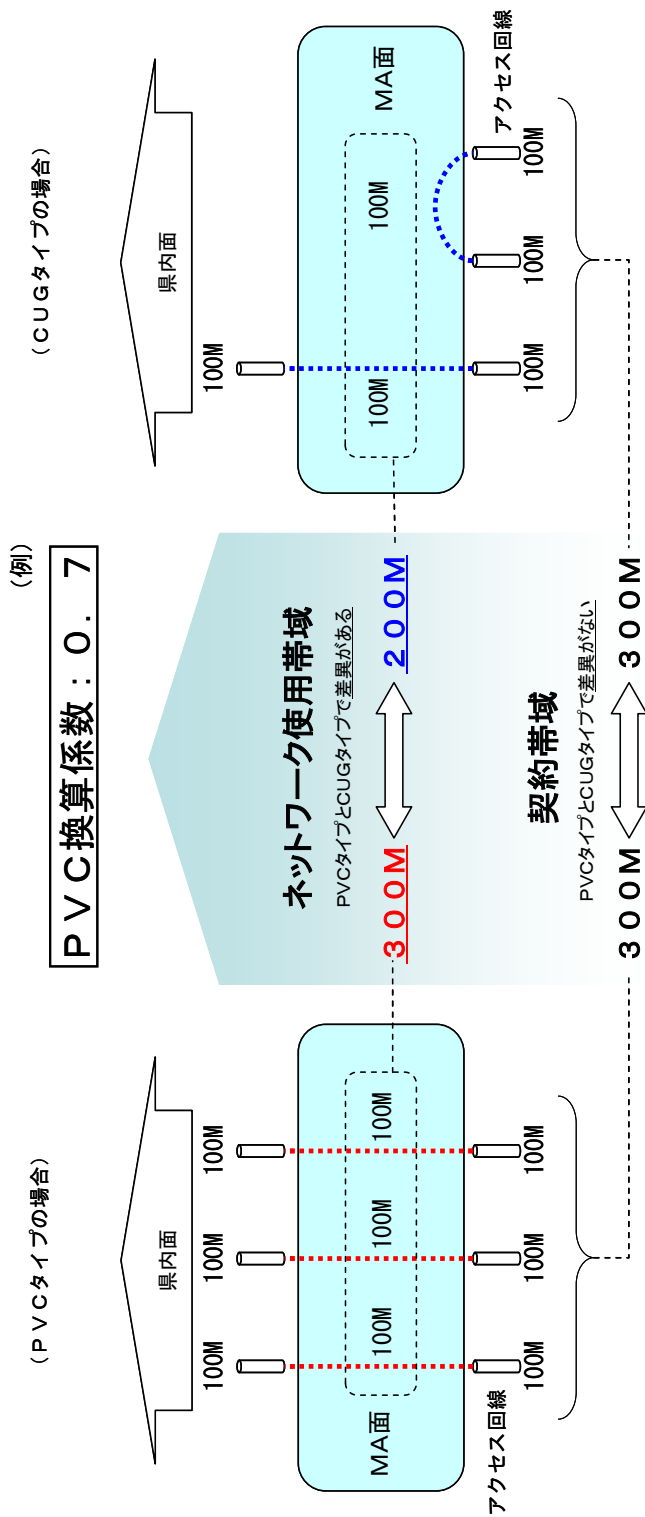 (例)
ＰＶＣ換算係数：０．７
(ＰＶＣタイプの場合)
県内面
100M
100M
100M
MA面
100M
100M
100M
アクセス回線
100M
100M
100M
ネットワーク使用帯域
PVCタイプとCUGタイプで差異がある
３００Ｍ
２００Ｍ
契約帯域
PVCタイプとCUGタイプで差異がない
３００Ｍ
３００Ｍ
(ＣＵＧタイプの場合)
県内面
100M
MA面
100M
100M
100M
100M
100M
アクセス回線